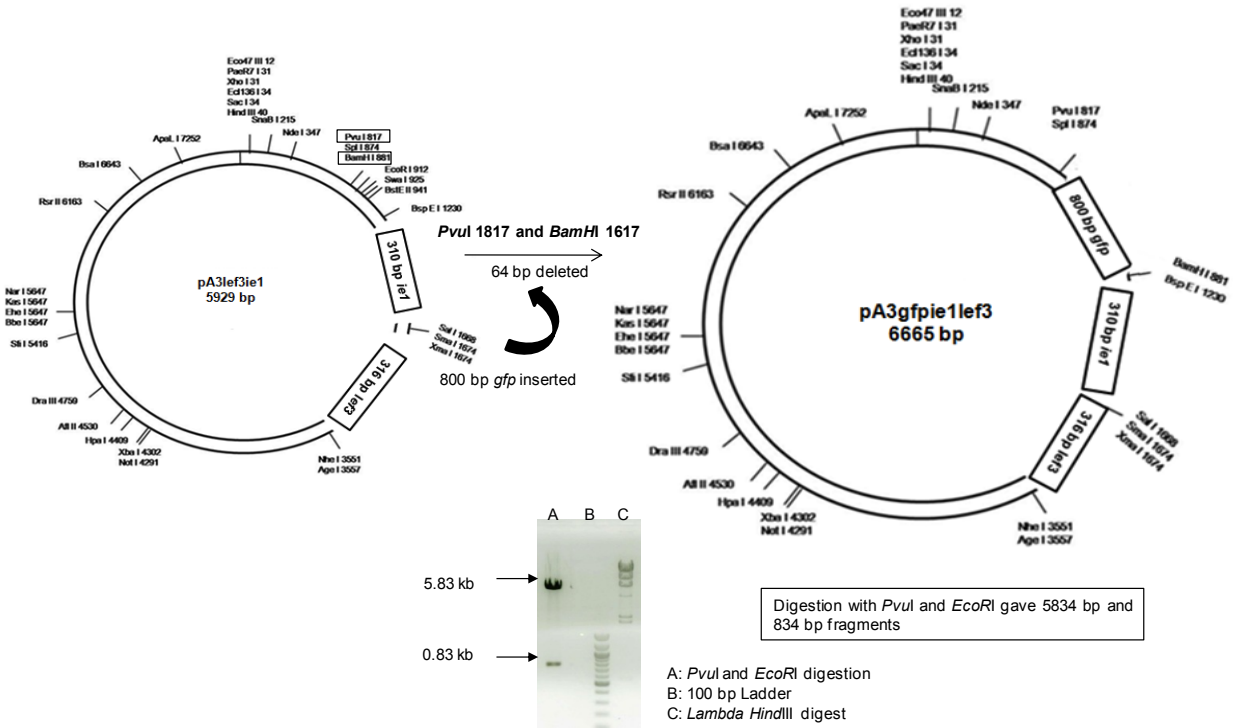 Eco47 III 12
PaeR7 I 31
Xho I 31
Ecl136 I 34
Sac I 34
Hind III 40
SnaB I 215
Nde I 347
Pvu I 817
Spl I 874
BamH I 881
EcoR I 912
Swa I 925
BstE II 941
BspE I 1230
310 bp ie1
Sal I 1668
Sma I 1674
Xma I 1674
316 bp lef3
Nhe I 3551
Age I 3557
Xba I 4302
Not I 4291
Hpa I 4409
Afl II 4530
Dra III 4759
Sfi I 5416
Nar I 5647
Kas I 5647
Ehe I 5647
Bbe I 5647
Rsr II 6163
Bsa I 6643
ApaL I 7252
pA3lef3ie1
5929 bp
PvuI 1817 and BamHI 1617
64 bp deleted
800 bp gfp inserted
Eco47 III 12
PaeR7 I 31
Xho I 31
Ecl136 I 34
Sac I 34
Hind III 40
SnaB I 215
Nde I 347
Pvu I 817
Spl I 874
800 bp gfp
BamH I 881
BspE I 1230
310 bp ie1
Sal I 1668
Sma I 1674
Xma I 1674
316 bp lef3
Nhe I 3551
Age I 3557
Xba I 4302
Not I 4291
Hpa I 4409
Afl II 4530
Dra III 4759
Sfi I 5416
Nar I 5647
Kas I 5647
Ehe I 5647
Bbe I 5647
Rsr II 6163
Bsa I 6643
ApaL I 7252
pA3gfpie1lef3
6665 bp
A B C
5.83 kb
0.83 kb
Digestion with PvuI and EcoRI gave 5834 bp and
834 bp fragments
A: PvuI and EcoRI digestion
B: 100 bp Ladder
C: Lambda HindIII digest